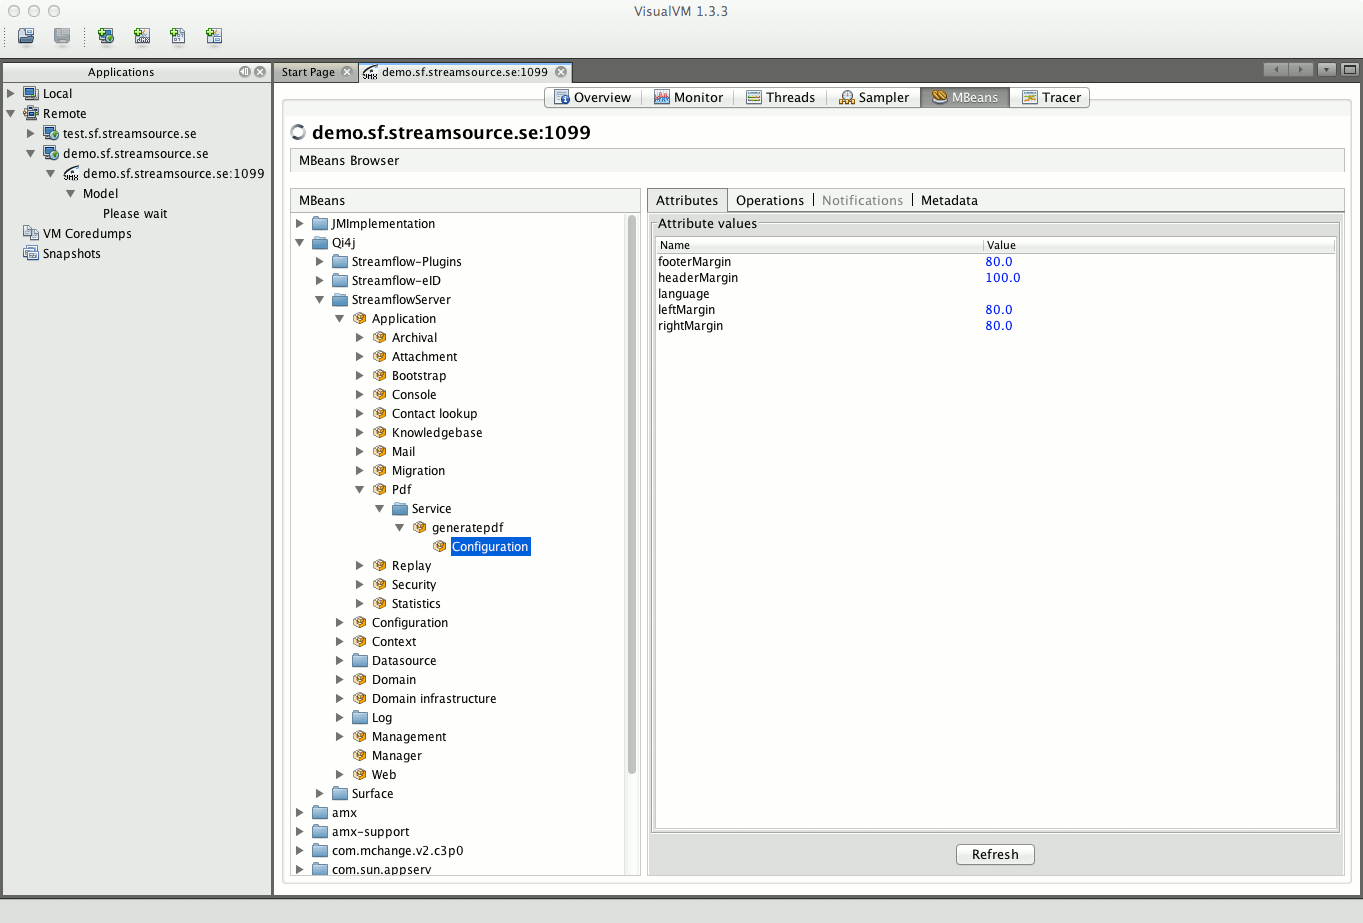 VisualVM 1.3.3
Applications
Local
Remote
test.sf.streamsource.se
demo.sf.streamsource.se
demo.sf.streamsource.se:1099
Model
Please wait
VM Coredumps
Snapshots
Start Page
demo.sf.streamsource.se:1099
Overview
Monitor
Threads
Sampler
MBeans
Tracer
demo.sf.streamsource.se:1099
MBeans Browser
MBeans
JMImplementation
Qi4j
Streamflow-Plugins
Streamflow-eID
StreamflowServer
Application
Archival
Attachment
Bootstrap
Console
Contact lookup
Knowledgebase
Mail
Migration
Pdf
Service
generatepdf
Configuration
Replay
Security
Statistics
Configuration
Context
Datasource
Domain
Domain infrastructure
Log
Management
Manager
Web
Surface
amx
amx-support
com.mchange.v2.c3p0
com.sun.appserv
Attributes
Operations
Notifications
Metadata
Attribute values
Name Value
footerMargin 80.0
headerMargin 100.0
language
leftMargin 80.0
rightMargin 80.0
Refresh